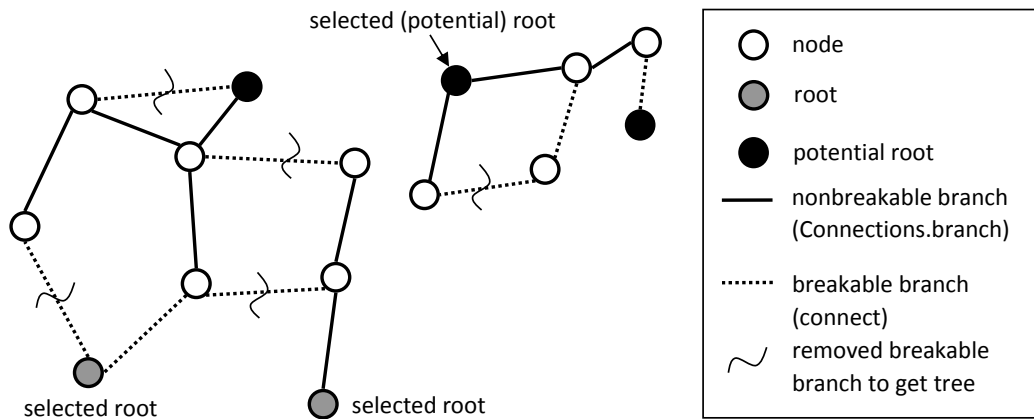 selected (potential) root
selected root
selected root
node
root
potential root
nonbreakable branch
(Connections.branch)
breakable branch
(connect)
removed breakable
branch to get tree